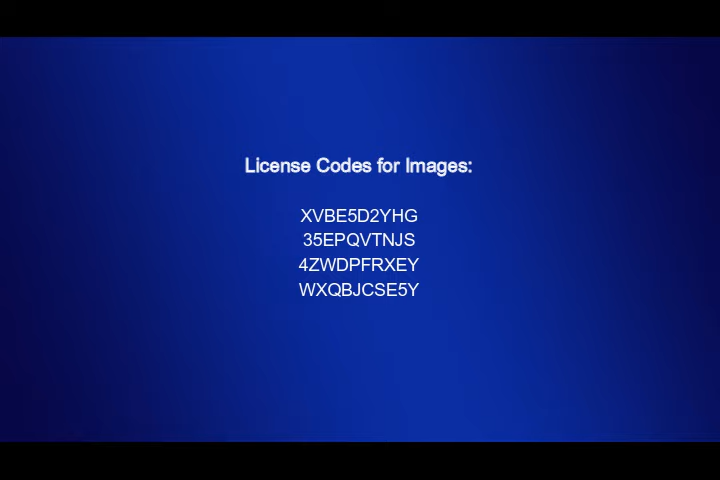 License Codes for Images:
XVBE5D2YHG
35EPQVTNJS
4ZWDPFRXEY
WXQBJCSE5Y